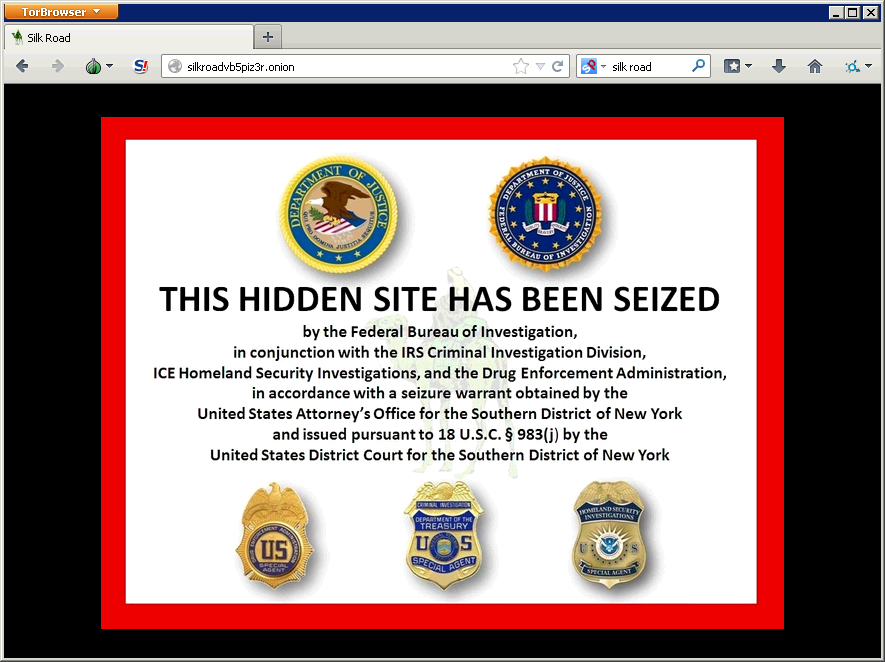 TorBrowser
Silk Road
silkroadvb5piz3r.onion
silk road
DEPARTMENT OF JUSTICE
QUI PRO DOMINA JUSTITIA SEQUITUR
DEPARTMENT OF JUSTICE
FEDERAL BUREAU OF INVESTIGATION
THIS HIDDEN SITE HAS BEEN SEIZED
by the Federal Bureau of Investigation,
in conjunction with the IRS Criminal Investigation Division,
ICE Homeland Security Investigations, and the Drug Enforcement Administration,
in accordance with a seizure warrant obtained by the
United States Attorney’s Office for the Southern District of New York
and issued pursuant to 18 U.S.C. § 983(j) by the
United States District Court for the Southern District of New York
US
SPECIAL AGENT
CRIMINAL INVESTIGATION
DEPARTMENT OF THE
TREASURY
U S
SPECIAL AGENT
HOMELAND SECURITY
INVESTIGATIONS
U S
SPECIAL AGENT